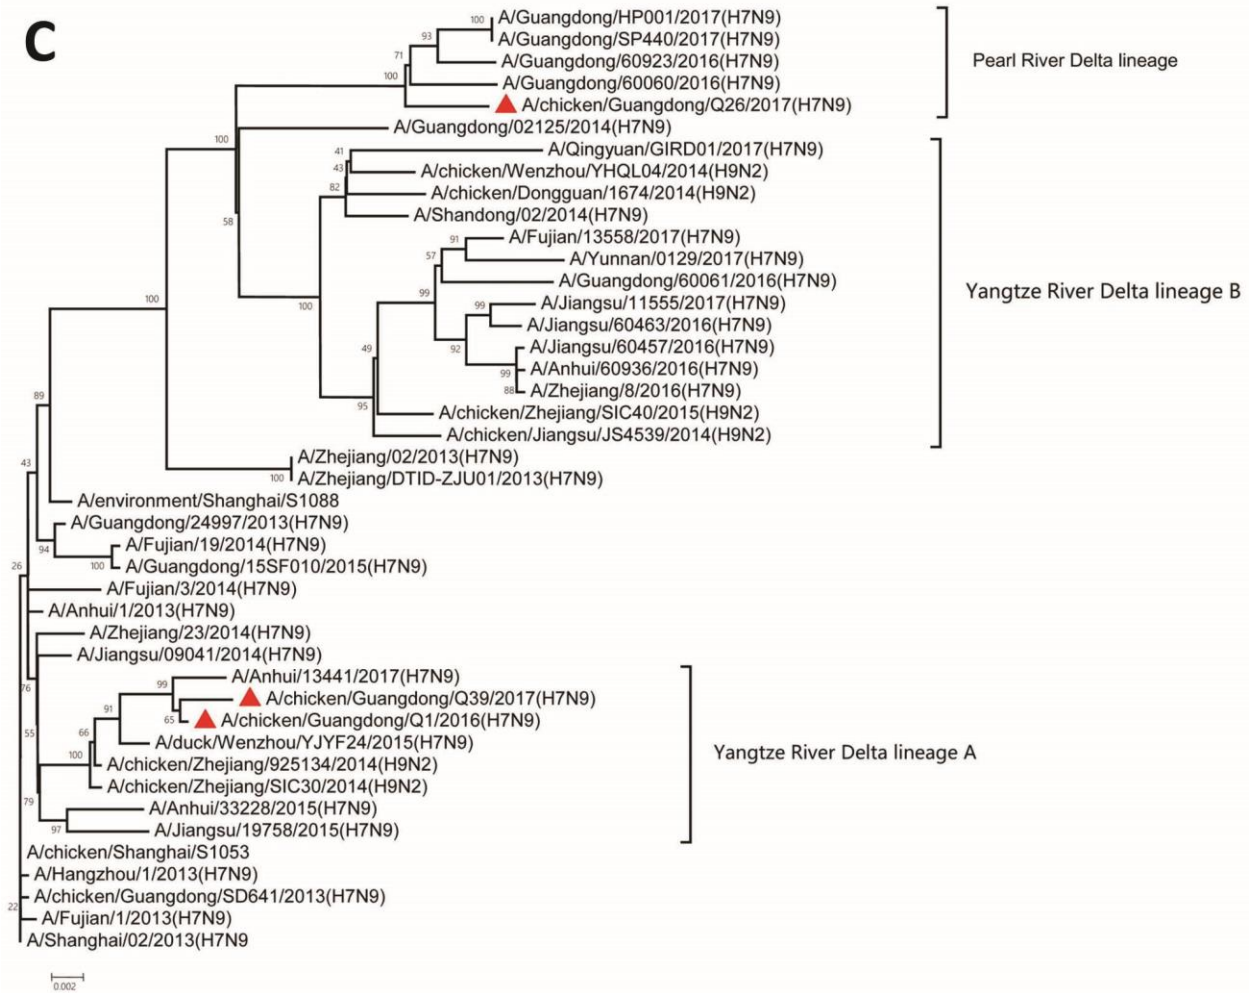 C
100
A/Guangdong/HP001/2017(H7N9)
93
A/Guangdong/SP440/2017(H7N9)
71
A/Guangdong/60923/2016(H7N9)
Pearl River Delta lineage
100
A/Guangdong/60060/2016(H7N9)
A/chicken/Guangdong/Q26/2017(H7N9)
100
A/Guangdong/02125/2014(H7N9)
41
A/Qingyuan/GIRD01/2017(H7N9)
43
A/chicken/Wenzhou/YHQL04/2014(H9N2)
82
A/chicken/Dongguan/1674/2014(H9N2)
58
A/Shandong/02/2014(H7N9)
91
A/Fujian/13558/2017(H7N9)
57
A/Yunnan/0129/2017(H7N9)
A/Guangdong/60061/2016(H7N9)
Yangtze River Delta lineage B
100
100
99
99
A/Jiangsu/11555/2017(H7N9)
A/Jiangsu/60463/2016(H7N9)
49
92
A/Jiangsu/60457/2016(H7N9)
99
A/Anhui/60936/2016(H7N9)
88
A/Zhejiang/8/2016(H7N9)
89
95
A/chicken/Zhejiang/SIC40/2015(H9N2)
A/chicken/Jiangsu/JS4539/2014(H9N2)
43
A/Zhejiang/02/2013(H7N9)
100
A/Zhejiang/DTID-ZJU01/2013(H7N9)
A/environment/Shanghai/S1088
A/Guangdong/24997/2013(H7N9)
94
A/Fujian/19/2014(H7N9)
26
100
A/Guangdong/15SF010/2015(H7N9)
A/Fujian/3/2014(H7N9)
A/Anhui/1/2013(H7N9)
A/Zhejiang/23/2014(H7N9)
A/Jiangsu/09041/2014(H7N9)
76
99
A/Anhui/13441/2017(H7N9)
A/chicken/Guangdong/Q39/2017(H7N9)
91
65
A/chicken/Guangdong/Q1/2016(H7N9)
55
66
A/duck/Wenzhou/YJYF24/2015(H7N9)
Yangtze River Delta lineage A
100
A/chicken/Zhejiang/925134/2014(H9N2)
A/chicken/Zhejiang/SIC30/2014(H9N2)
79
A/Anhui/33228/2015(H7N9)
97
A/Jiangsu/19758/2015(H7N9)
A/chicken/Shanghai/S1053
A/Hangzhou/1/2013(H7N9)
A/chicken/Guangdong/SD641/2013(H7N9)
22
A/Fujian/1/2013(H7N9)
A/Shanghai/02/2013(H7N9
0.002